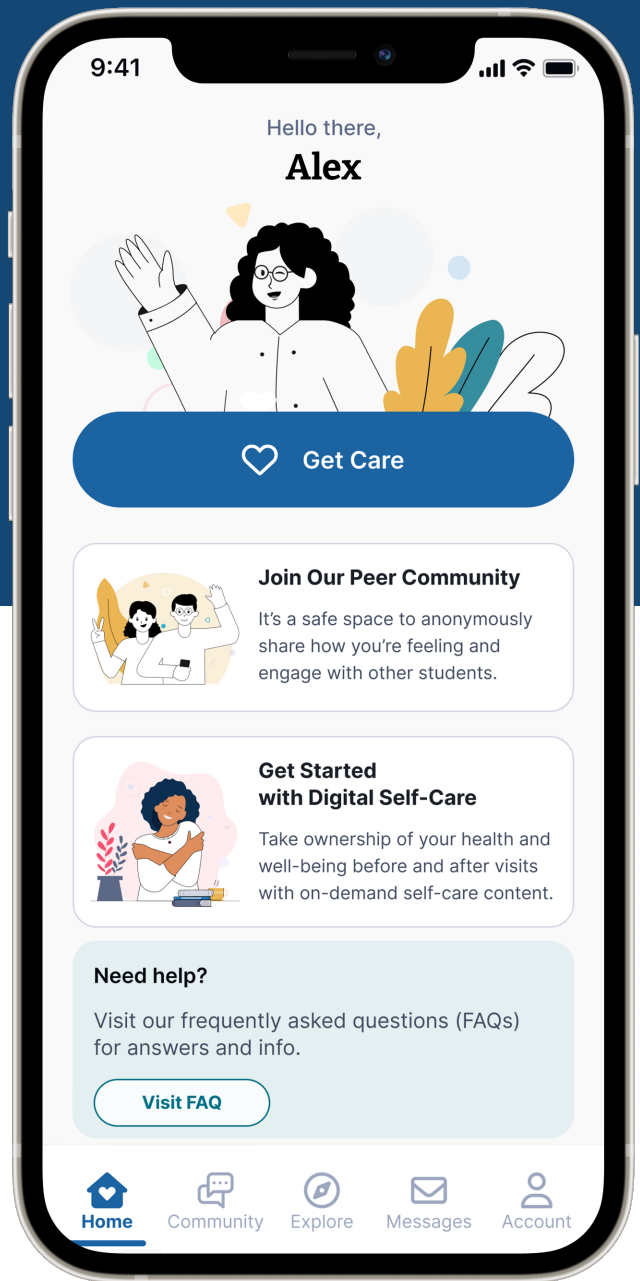 9:41
Hello there,
Alex
Get Care
Join Our Peer Community
It’s a safe space to anonymously
share how you’re feeling and
engage with other students.
Get Started
with Digital Self-Care
Take ownership of your health and
well-being before and after visits
with on-demand self-care content.
Need help?
Visit our frequently asked questions (FAQs)
for answers and info.
Visit FAQ
Home
Community
Explore
Messages
Account